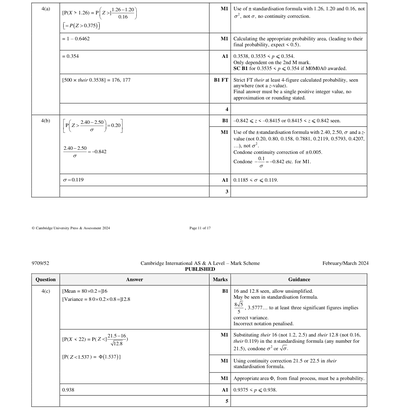 4(a)
[P(X > 1.26) = P(Z > (1.26 − 1.20)/0.16)]
(= P(Z > 0.375))
M1
Use of ± standardisation formula with 1.26, 1.20 and 0.16, not σ², not σ, no continuity correction.
= 1 − 0.6462
M1
Calculating the appropriate probability area, (leading to their final probability, expect < 0.5).
= 0.354
A1
0.3538, 0.3535 < p ⩽ 0.354.
Only dependent on the 2nd M mark.
SC B1 for 0.3535 < p ⩽ 0.354 if M0M0A0 awarded.
[500 × their 0.3538] = 176, 177
B1 FT
Strict FT their at least 4-figure calculated probability, seen anywhere (not a z-value).
Final answer must be a single positive integer value, no approximation or rounding stated.
4
4(b)
[P(Z > (2.40 − 2.50)/σ) = 0.20]
B1
−0.842 ⩽ z < −0.8415 or 0.8415 < z ⩽ 0.842 seen.
(2.40 − 2.50)/σ = −0.842
M1
Use of the ± standardisation formula with 2.40, 2.50, σ and a z-value (not 0.20, 0.80, 0.158, 0.7881, 0.2119, 0.5793, 0.4207, …), not σ².
Condone continuity correction of ±0.005.
Condone −0.1/σ = −0.842 etc. for M1.
σ = 0.119
A1
0.1185 < σ ⩽ 0.119.
3
© Cambridge University Press & Assessment 2024
Page 11 of 17
9709/52
Cambridge International AS & A Level – Mark Scheme
PUBLISHED
February/March 2024
Question
Answer
Marks
Guidance
4(c)
[Mean = 80 × 0.2 =]16
[Variance = 80 × 0.2 × 0.8 =]12.8
B1
16 and 12.8 seen, allow unsimplified.
May be seen in standardisation formula.
8√5/5, 3.5777… to at least three significant figures implies correct variance.
Incorrect notation penalised.
[P(X < 22) = P(Z < (21.5 − 16)/√12.8)]
M1
Substituting their 16 (not 1.2, 2.5) and their 12.8 (not 0.16, their 0.119) in the ± standardising formula (any number for 21.5), condone σ² or √σ.
M1
Using continuity correction 21.5 or 22.5 in their standardisation formula.
[P(Z < 1.537) = Φ(1.537)]
M1
Appropriate area Φ, from final process, must be a probability.
0.938
A1
0.9375 ⩽ p ⩽ 0.938.
5